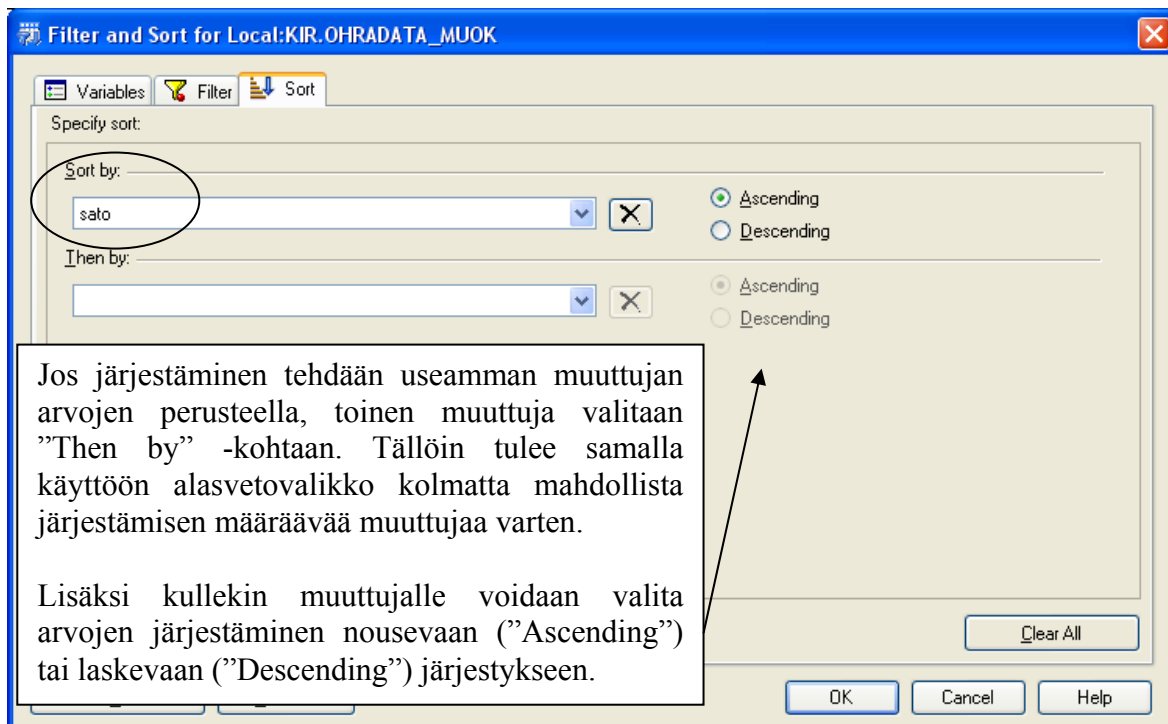 Filter and Sort for Local:KIR.OHRADATA_MUOK
Variables Filter Sort
Specify sort:
Sort by:
sato
Ascending
Descending
Then by:
Ascending
Descending
Jos järjestäminen tehdään useamman muuttujan
arvojen perusteella, toinen muuttuja valitaan
”Then by” -kohtaan. Tällöin tulee samalla
käyttöön alasvetovalikko kolmatta mahdollista
järjestämisen määräävää muuttujaa varten.
Lisäksi kullekin muuttujalle voidaan valita
arvojen järjestäminen nousevaan (”Ascending”)
tai laskevaan (”Descending”) järjestykseen.
Clear All
OK Cancel Help